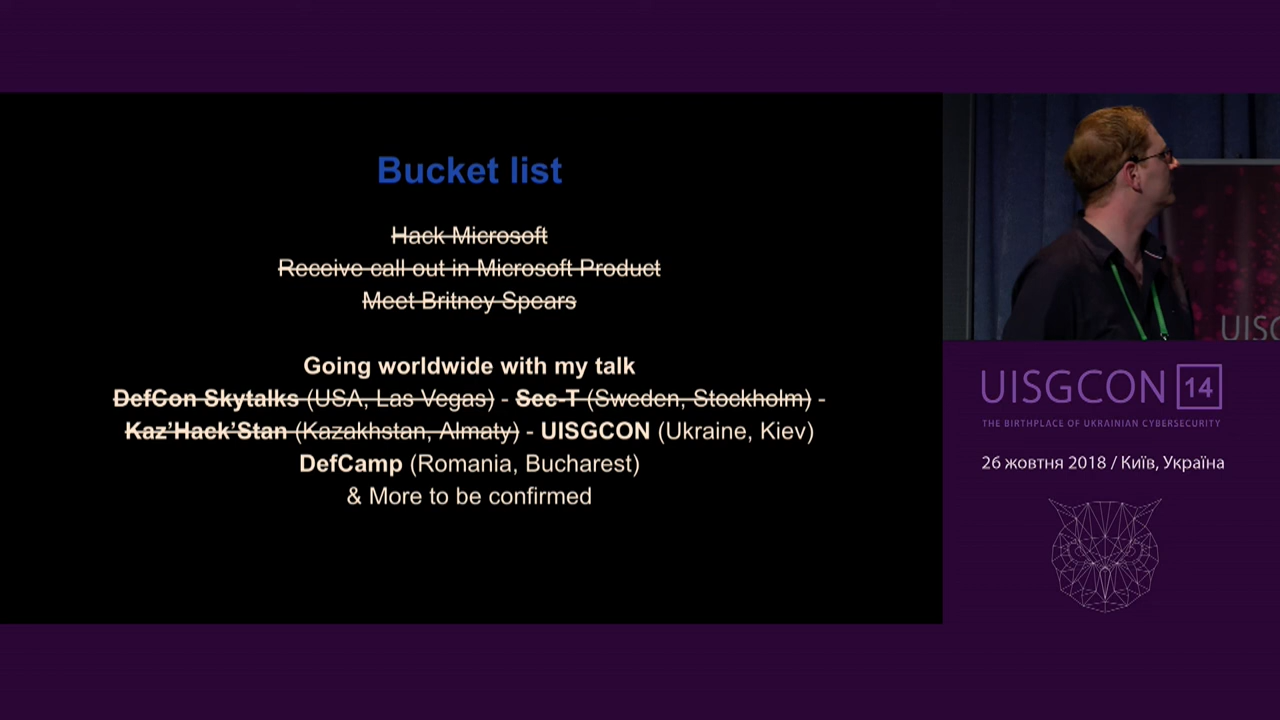 Bucket list
Hack Microsoft
Receive call out in Microsoft Product
Meet Britney Spears
Going worldwide with my talk
DefCon Skytalks (USA, Las Vegas) - Sec-T (Sweden, Stockholm) -
Kaz'Hack'Stan (Kazakhstan, Almaty) - UISGCON (Ukraine, Kiev)
DefCamp (Romania, Bucharest)
& More to be confirmed
UISG
UISGCON 14
THE BIRTHPLACE OF UKRAINIAN CYBERSECURITY
26 жовтня 2018 / Київ, Україна